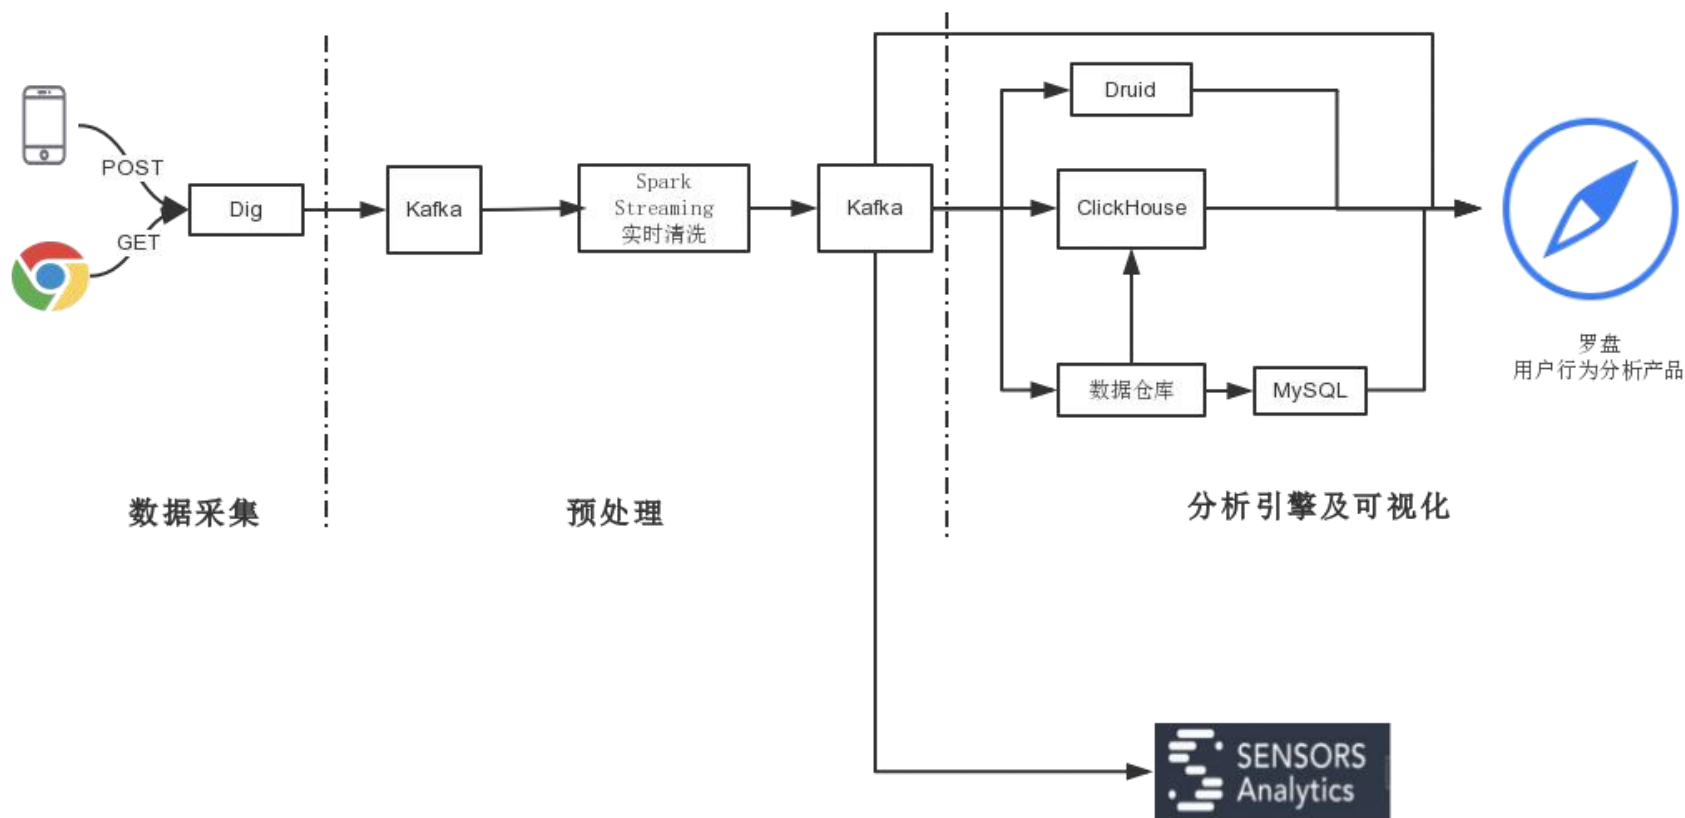 POST
GET
Dig
Kafka
Spark
Streaming
实时清洗
Kafka
Druid
ClickHouse
数据仓库
MySQL
罗盘
用户行为分析产品
数据采集
预处理
分析引擎及可视化
SENSORS
Analytics